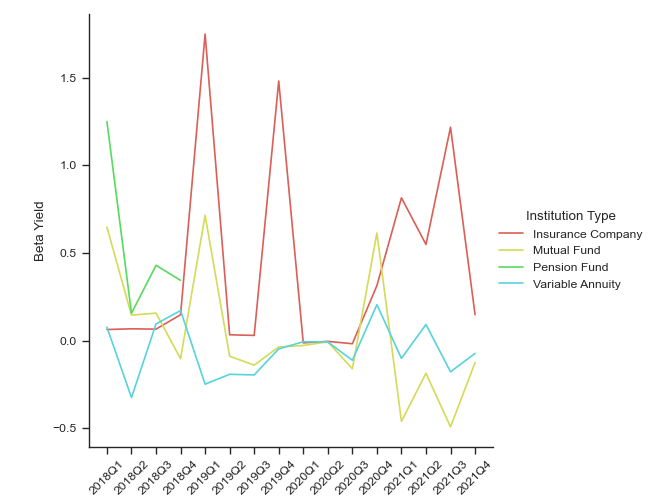 1.5
1.0
0.5
0.0
−0.5
Beta Yield
2018Q1
2018Q2
2018Q3
2018Q4
2019Q1
2019Q2
2019Q3
2019Q4
2020Q1
2020Q2
2020Q3
2020Q4
2021Q1
2021Q2
2021Q3
2021Q4
Institution Type
Insurance Company
Mutual Fund
Pension Fund
Variable Annuity